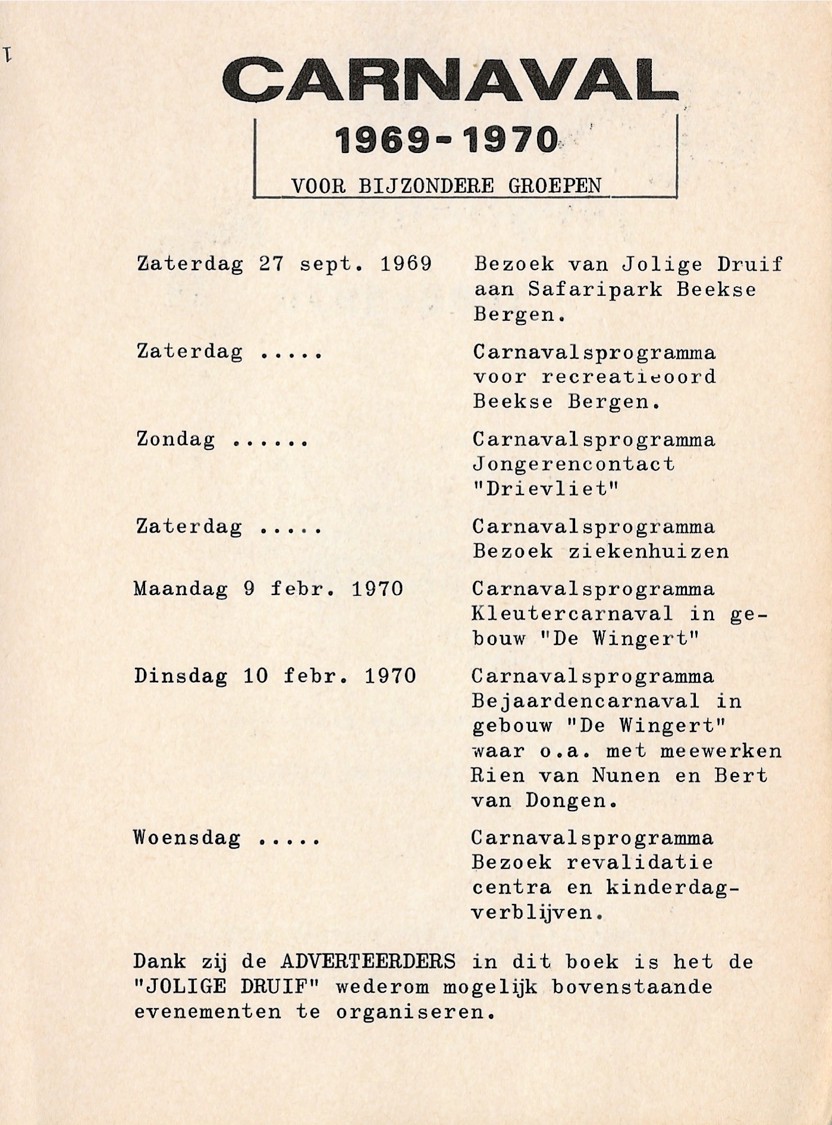 CARNAVAL
1969-1970
VOOR BIJZONDERE GROEPEN
Zaterdag 27 sept. 1969 Bezoek van Jolige Druif
aan Safaripark Beekse
Bergen.
Zaterdag ..... Carnavalsprogramma
voor recreatieoord
Beekse Bergen.
Zondag ...... Carnavalsprogramma
Jongerencontact
"Drievliet"
Zaterdag ..... Carnavalsprogramma
Bezoek ziekenhuizen
Maandag 9 febr. 1970 Carnavalsprogramma
Kleutercarnaval in ge-
bouw "De Wingert"
Dinsdag 10 febr. 1970 Carnavalsprogramma
Bejaardencarnaval in
gebouw "De Wingert"
waar o.a. met meewerken
Rien van Nunen en Bert
van Dongen.
Woensdag ..... Carnavalsprogramma
Bezoek revalidatie
centra en kinderdag-
verblijven.
Dank zij de ADVERTEERDERS in dit boek is het de
"JOLIGE DRUIF" wederom mogelijk bovenstaande
evenementen te organiseren.